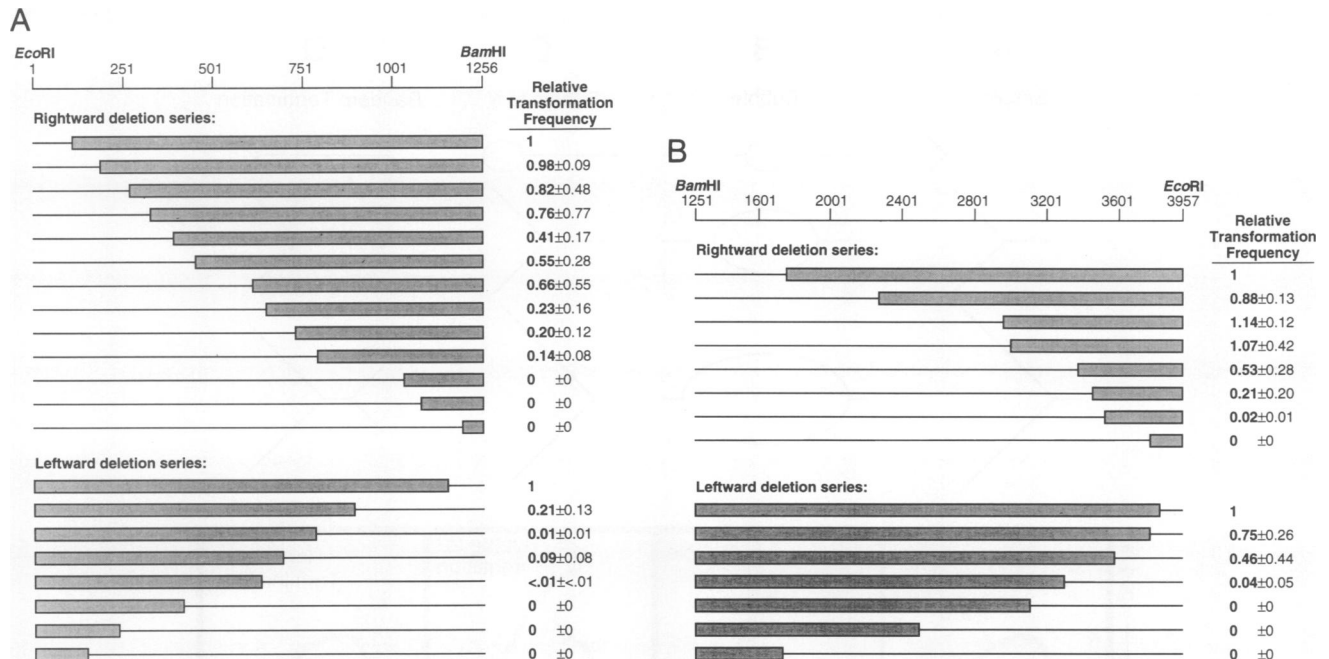 A
EcoRI BamHI
1 251 501 751 1001 1256
Relative
Transformation
Frequency
Rightward deletion series:
1
0.98±0.09
0.82±0.48
0.76±0.77
0.41±0.17
0.55±0.28
0.66±0.55
0.23±0.16
0.20±0.12
0.14±0.08
0 ±0
0 ±0
0 ±0
Leftward deletion series:
1
0.21±0.13
0.01±0.01
0.09±0.08
<.01±<.01
0 ±0
0 ±0
0 ±0
B
BamHI EcoRI
1251 1601 2001 2401 2801 3201 3601 3957
Relative
Transformation
Frequency
Rightward deletion series:
1
0.88±0.13
1.14±0.12
1.07±0.42
0.53±0.28
0.21±0.20
0.02±0.01
0 ±0
Leftward deletion series:
1
0.75±0.26
0.46±0.44
0.04±0.05
0 ±0
0 ±0
0 ±0